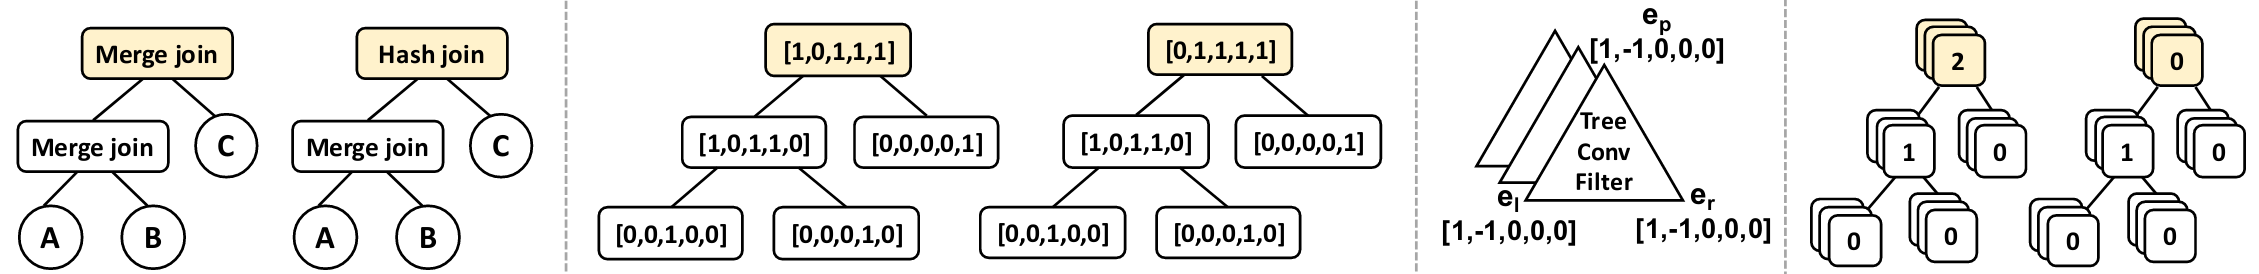 Merge join
Hash join
Merge join
C
Merge join
C
A
B
A
B
[1,0,1,1,1]
[0,1,1,1,1]
[1,0,1,1,0]
[0,0,0,0,1]
[1,0,1,1,0]
[0,0,0,0,1]
[0,0,1,0,0]
[0,0,0,1,0]
[0,0,1,0,0]
[0,0,0,1,0]
ep
[1,-1,0,0,0]
Tree
Conv
Filter
el
[1,-1,0,0,0]
er
[1,-1,0,0,0]
2
0
1
0
1
0
0
0
0
0